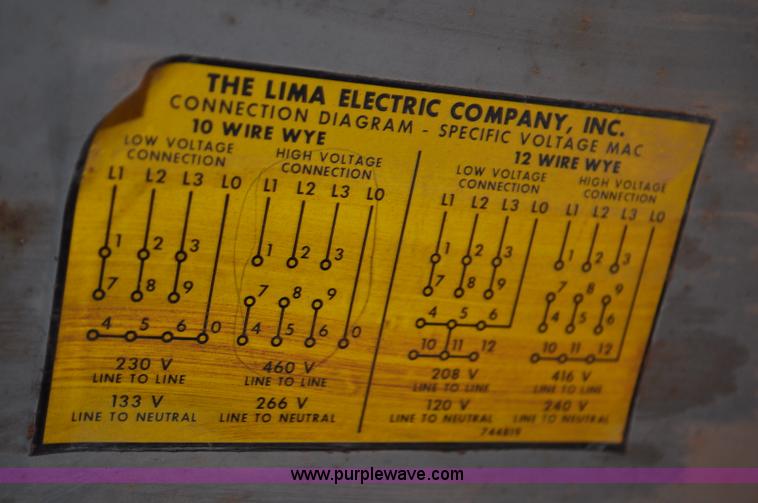 THE LIMA ELECTRIC COMPANY, INC.
CONNECTION DIAGRAM - SPECIFIC VOLTAGE MAC
10 WIRE WYE
LOW VOLTAGE
CONNECTION
HIGH VOLTAGE
CONNECTION
L1 L2 L3 L0
L1 L2 L3 L0
1 2 3
7 8 9
4 5 6 0
1 2 3
7 8 9
4 5 6 0
230 V
LINE TO LINE
133 V
LINE TO NEUTRAL
460 V
LINE TO LINE
266 V
LINE TO NEUTRAL
12 WIRE WYE
LOW VOLTAGE
CONNECTION
HIGH VOLTAGE
CONNECTION
L1 L2 L3 L0
L1 L2 L3 L0
1 2 3
7 8 9
4 5 6
10 11 12
1 2 3
7 8 9
4 5 6
10 11 12
208 V
LINE TO LINE
120 V
LINE TO NEUTRAL
416 V
LINE TO LINE
240 V
LINE TO NEUTRAL
744819
www.purplewave.com